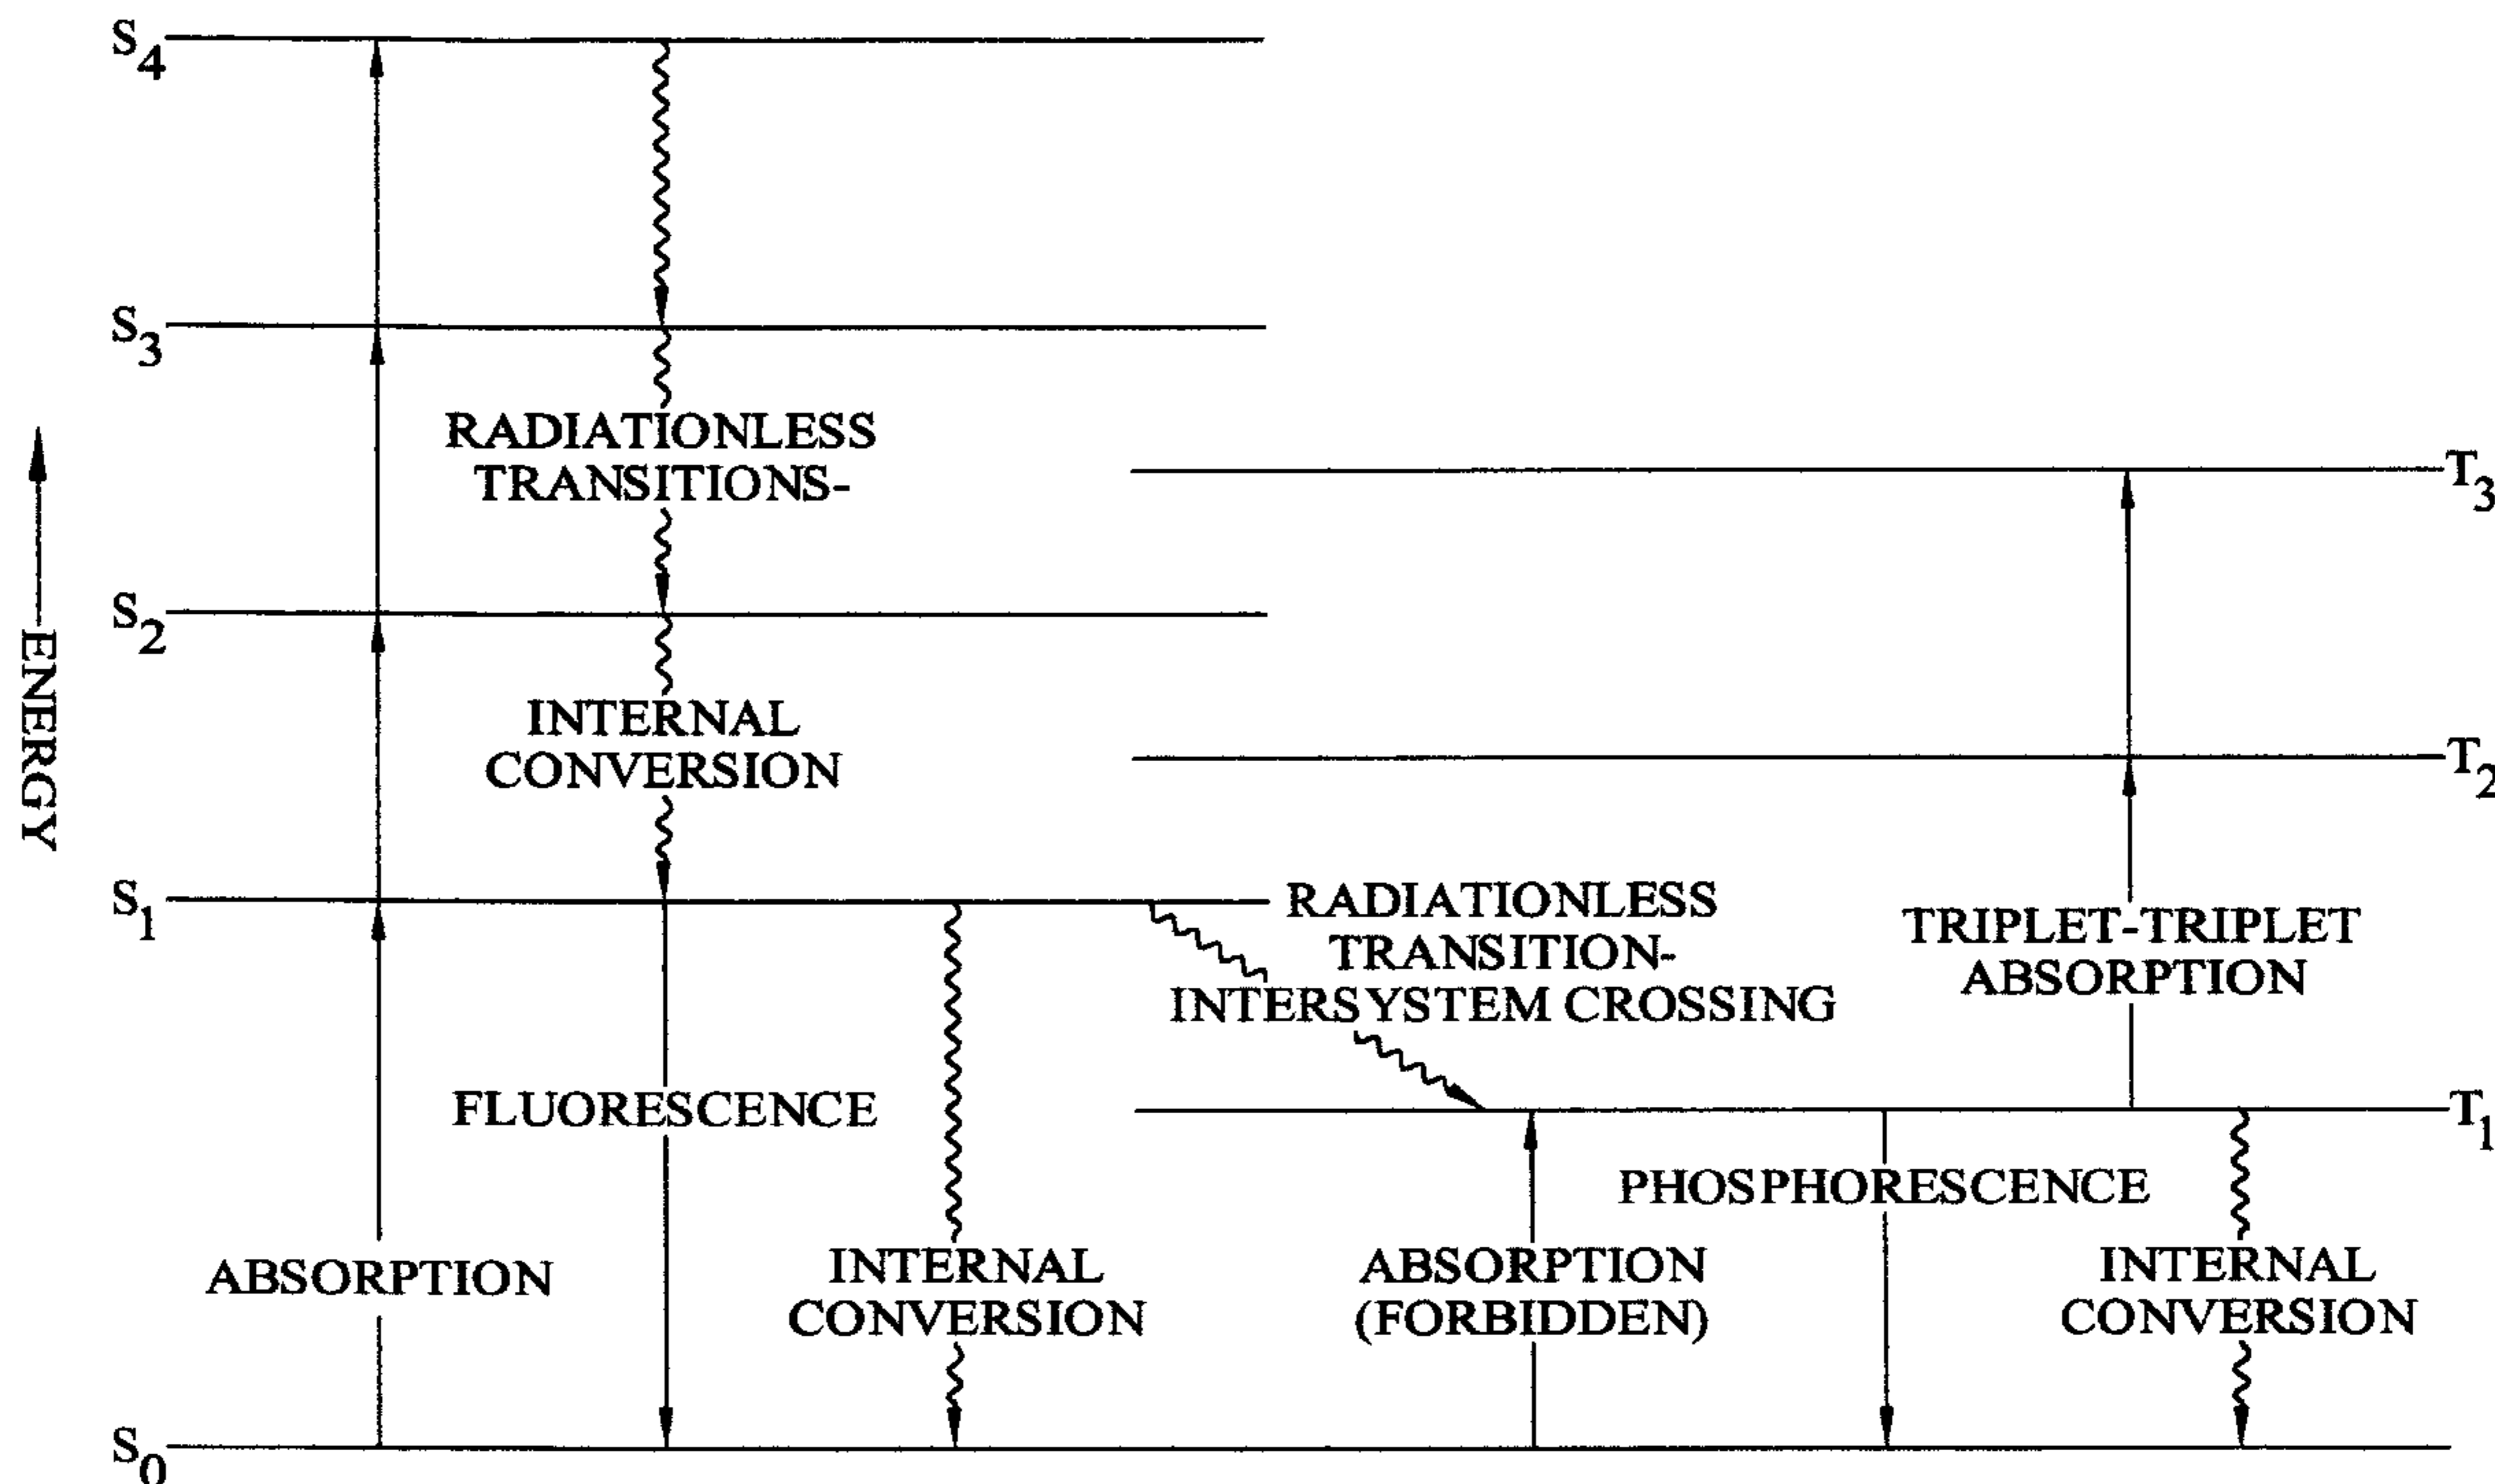 S4
S3
RADIATIONLESS
TRANSITIONS-
T3
S2
ENERGY
INTERNAL
CONVERSION
T2
S1
RADIATIONLESS
TRANSITION-
INTERSYSTEM CROSSING
TRIPLET-TRIPLET
ABSORPTION
FLUORESCENCE
T1
PHOSPHORESCENCE
ABSORPTION
INTERNAL
CONVERSION
ABSORPTION
(FORBIDDEN)
INTERNAL
CONVERSION
S0